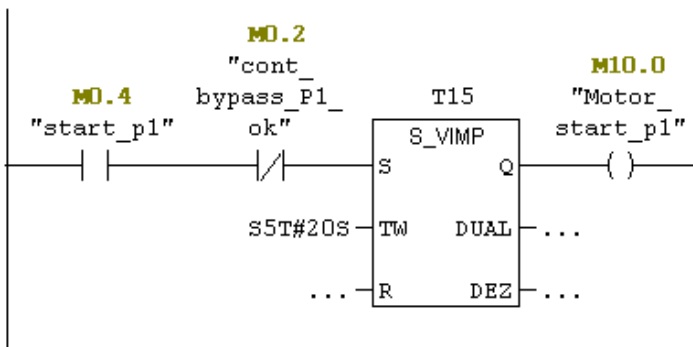 M0.2
"cont_
bypass_P1_
ok"
M0.4
"start_p1"
T15
M10.0
"Motor_
start_p1"
S_VIMP
S Q
S5T#20S TW DUAL ...
... R DEZ ...